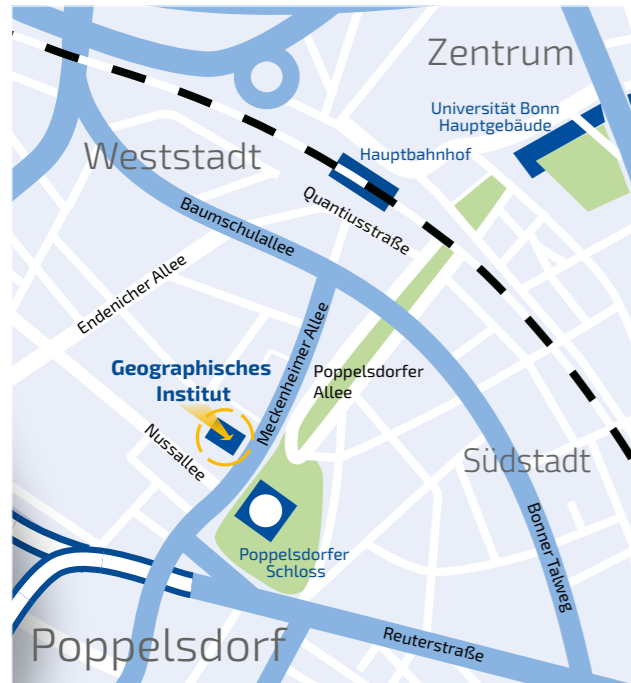 Zentrum
Universität Bonn
Hauptgebäude
Hauptbahnhof
Weststadt
Quantiusstraße
Baumschulallee
Endenicher Allee
Meckenheimer Allee
Geographisches
Institut
Poppelsdorfer
Allee
Nussallee
Südstadt
Poppelsdorfer
Schloss
Bonner Talweg
Poppelsdorf
Reuterstraße